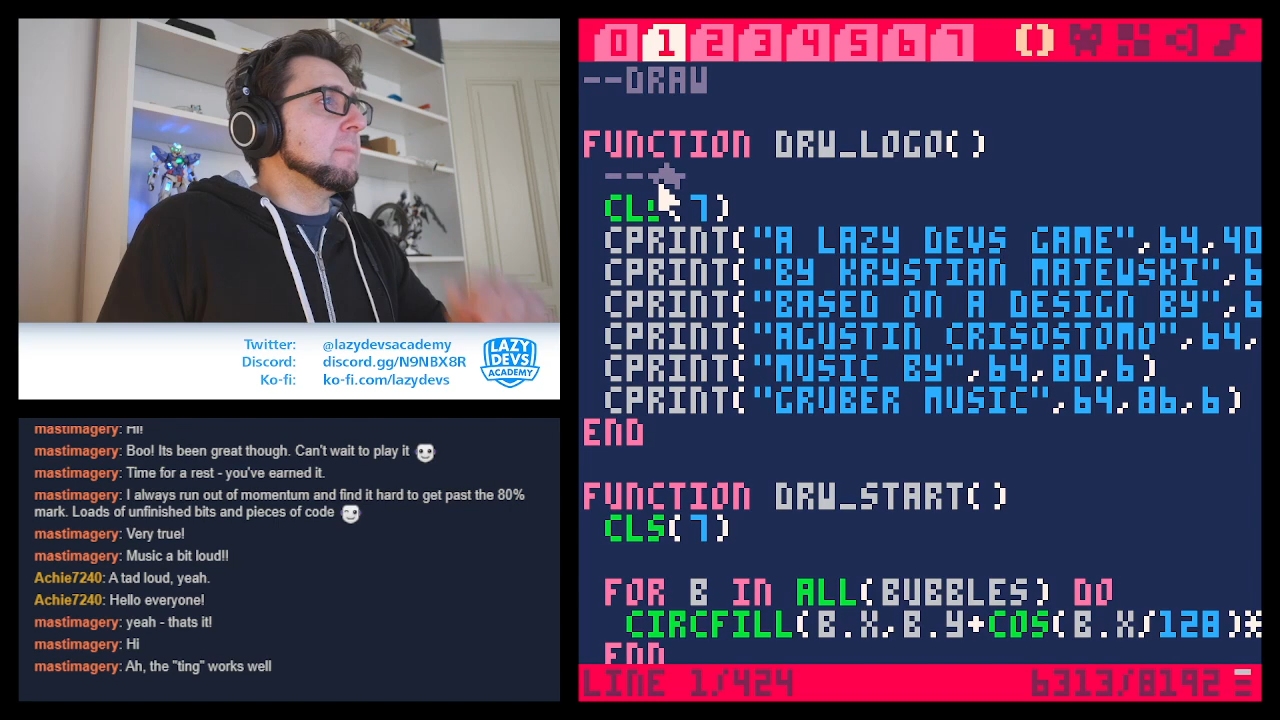 Twitter: @lazydevsacademy
Discord: discord.gg/N9NBX8R
Ko-fi: ko-fi.com/lazydevs
LAZY
DEVS
ACADEMY
mastimagery: Hi!
mastimagery: Boo! Its been great though. Can't wait to play it
mastimagery: Time for a rest - you've earned it.
mastimagery: I always run out of momentum and find it hard to get past the 80%
mark. Loads of unfinished bits and pieces of code
mastimagery: Very true!
mastimagery: Music a bit loud!!
Achie7240: A tad loud, yeah.
Achie7240: Hello everyone!
mastimagery: yeah - thats it!
mastimagery: Hi
mastimagery: Ah, the "ting" works well
0 1 2 3 4 5 6 7 ()
--DRAW
FUNCTION DRW_LOGO()
--★
CLS(7)
CPRINT("A LAZY DEVS GAME",64,40
CPRINT("BY KRYSTIAN MAJEWSKI",6
CPRINT("BASED ON A DESIGN BY",6
CPRINT("AGUSTIN CRISOSTOMO",64,
CPRINT("MUSIC BY",64,80,6)
CPRINT("GRUBER MUSIC",64,86,6)
END
FUNCTION DRW_START()
CLS(7)
FOR B IN ALL(BUBBLES) DO
CIRCFILL(B.X,B.Y+COS(B.X/128)*
END
LINE 1/424 6313/8192